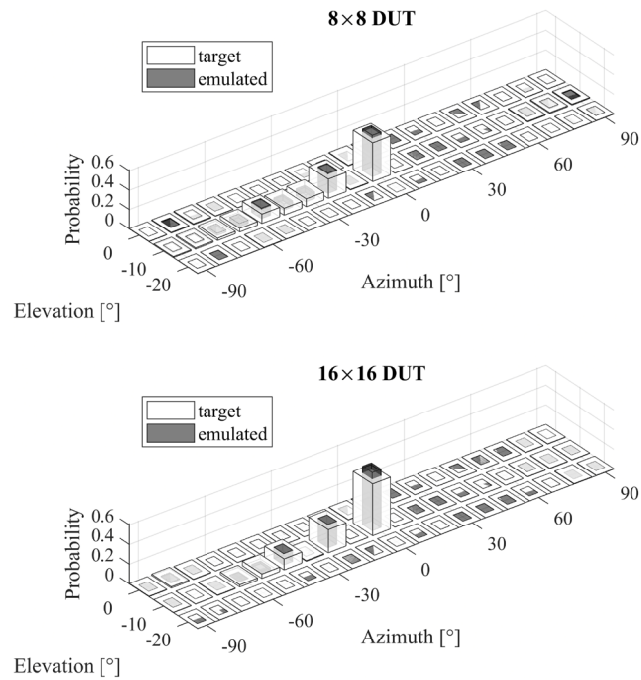 8×8 DUT
target
emulated
Probability
0.6
0.4
0.2
0
0
-10
-20
Elevation [°]
-90
-60
-30
0
30
60
90
Azimuth [°]
16×16 DUT
target
emulated
Probability
0.6
0.4
0.2
0
0
-10
-20
Elevation [°]
-90
-60
-30
0
30
60
90
Azimuth [°]